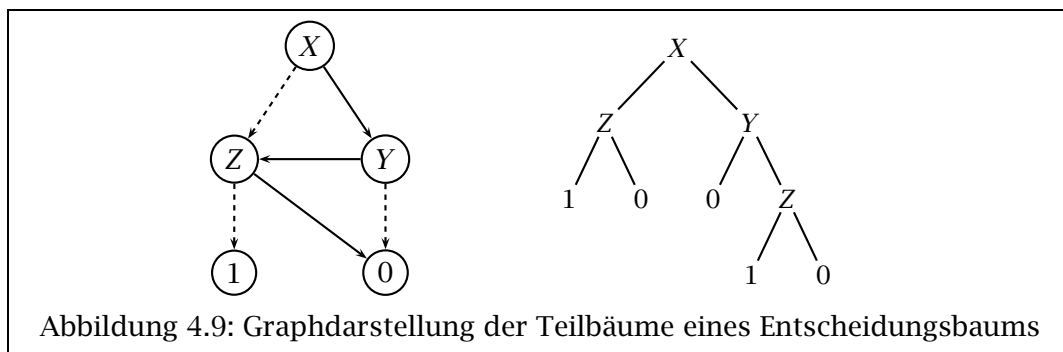 X X
Z Y
Z Y
1 0 0 Z
1 0
1 0
Abbildung 4.9: Graphdarstellung der Teilbäume eines Entscheidungsbaums